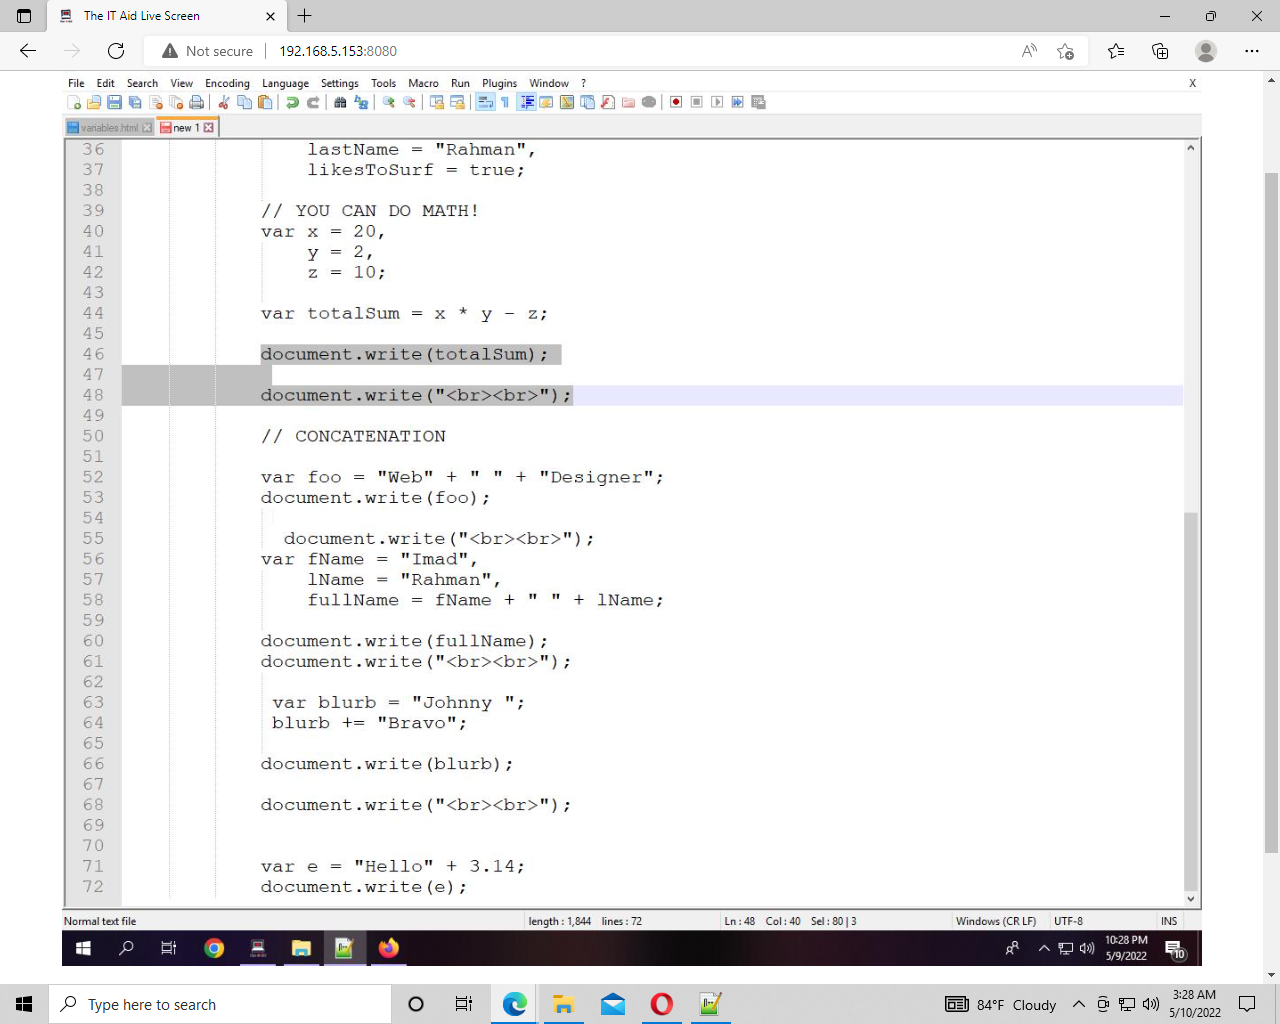 The IT Aid Live Screen
Not secure 192.168.5.153:8080
File Edit Search View Encoding Language Settings Tools Macro Run Plugins Window ? X
variables.html new 1
36 lastName = "Rahman",
37 likesToSurf = true;
38
39 // YOU CAN DO MATH!
40 var x = 20,
41 y = 2,
42 z = 10;
43
44 var totalSum = x * y - z;
45
46 document.write(totalSum);
47
48 document.write("<br><br>");
49
50 // CONCATENATION
51
52 var foo = "Web" + " " + "Designer";
53 document.write(foo);
54
55 document.write("<br><br>");
56 var fName = "Imad",
57 lName = "Rahman",
58 fullName = fName + " " + lName;
59
60 document.write(fullName);
61 document.write("<br><br>");
62
63 var blurb = "Johnny ";
64 blurb += "Bravo";
65
66 document.write(blurb);
67
68 document.write("<br><br>");
69
70
71 var e = "Hello" + 3.14;
72 document.write(e);
Normal text file length : 1,844 lines : 72 Ln : 48 Col : 40 Sel : 80 | 3 Windows (CR LF) UTF-8 INS
10:28 PM
5/9/2022
10
Type here to search 84°F Cloudy 3:28 AM
5/10/2022